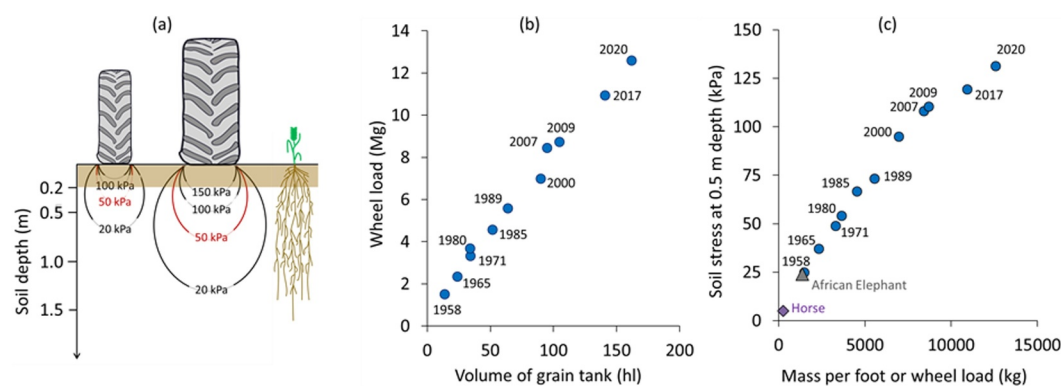 (a)
100 kPa
50 kPa
20 kPa
150 kPa
100 kPa
50 kPa
20 kPa
0.2
0.5
1.0
1.5
Soil depth (m)
(b)
14
12
10
8
6
4
2
0
Wheel load (Mg)
2020
2017
2009
2007
2000
1989
1985
1980
1971
1965
1958
0 50 100 150 200
Volume of grain tank (hl)
(c)
150
125
100
75
50
25
0
Soil stress at 0.5 m depth (kPa)
2020
2017
2009
2007
2000
1989
1985
1980
1971
1965
1958
African Elephant
Horse
0 5000 10000 15000
Mass per foot or wheel load (kg)